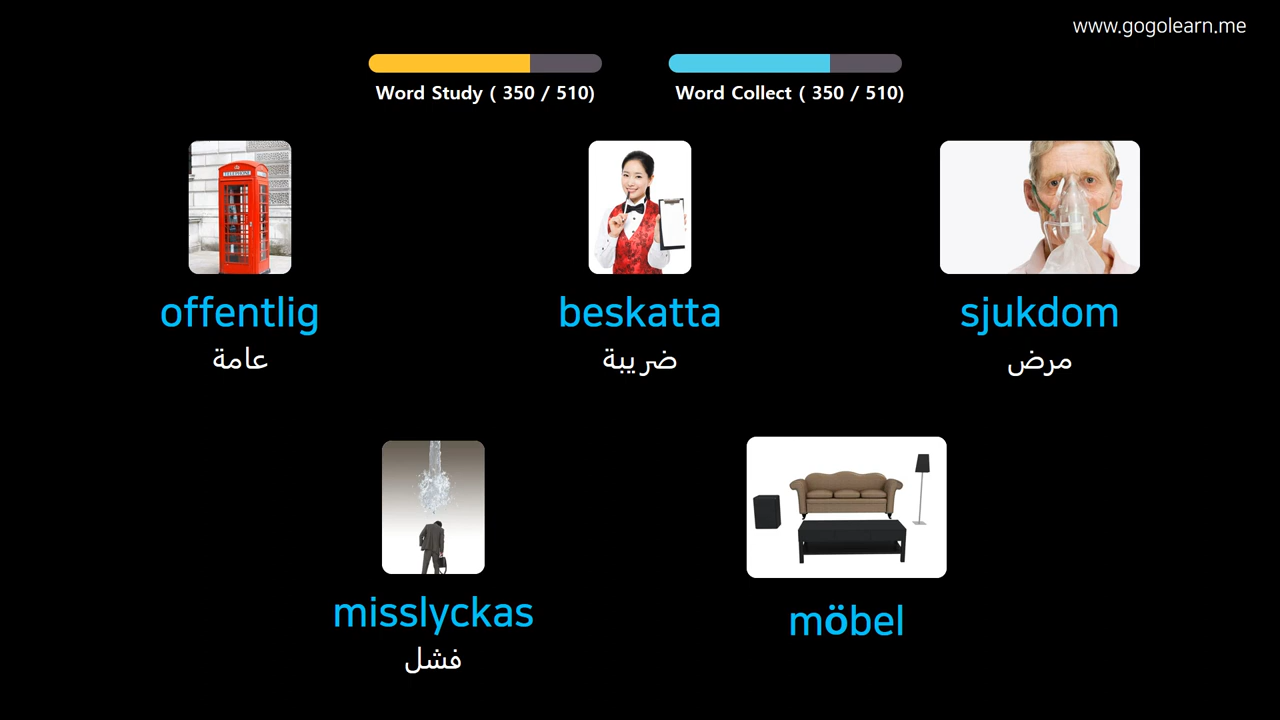 www.gogolearn.me
Word Study ( 350 / 510)
Word Collect ( 350 / 510)
TELEPHONE
offentlig
عامة
beskatta
ضريبة
sjukdom
مرض
misslyckas
فشل
möbel